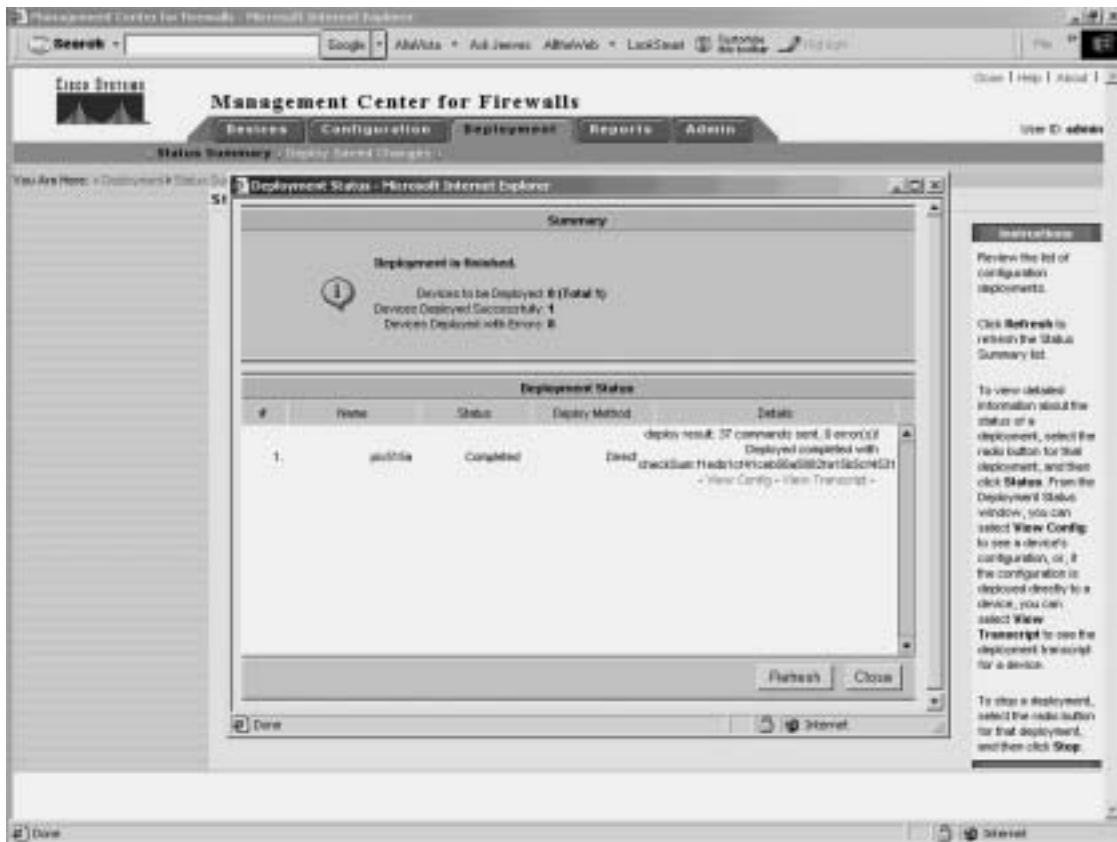 Management Center for Firewalls - Microsoft Internet Explorer
Search
Google AltaVista Ask Jeeves AlltheWeb LookSmart Customize
Cisco Systems
Close | Help | About
Management Center for Firewalls
Devices Configuration Deployment Reports Admin
User ID: admin
Status Summary Deploy Saved Changes
You Are Here: Deployment Status
Deployment Status - Microsoft Internet Explorer
Summary
Deployment is finished.
Devices to be Deployed: 0 (Total 1)
Devices Deployed Successfully: 1
Devices Deployed with Errors: 0
Deployment Status
# Name Status Deploy Method Details
1. Completed Direct deploy result: 37 commands sent, 0 error(s)!
Deployed completed with
checkSum:
View Config View Transcript
Refresh Close
Done Internet
Instructions
Review the list of
configuration
deployments.
Click Refresh to
refresh the Status
Summary list.
To view detailed
information about the
status of a
deployment, select the
radio button for that
deployment, and then
click Status. From the
Deployment Status
window, you can
select View Config
to see a device's
configuration, or, if
the configuration is
deployed directly to a
device, you can
select View
Transcript to see the
deployment transcript
for a device.
To stop a deployment,
select the radio button
for that deployment,
and then click Stop.
Done Internet